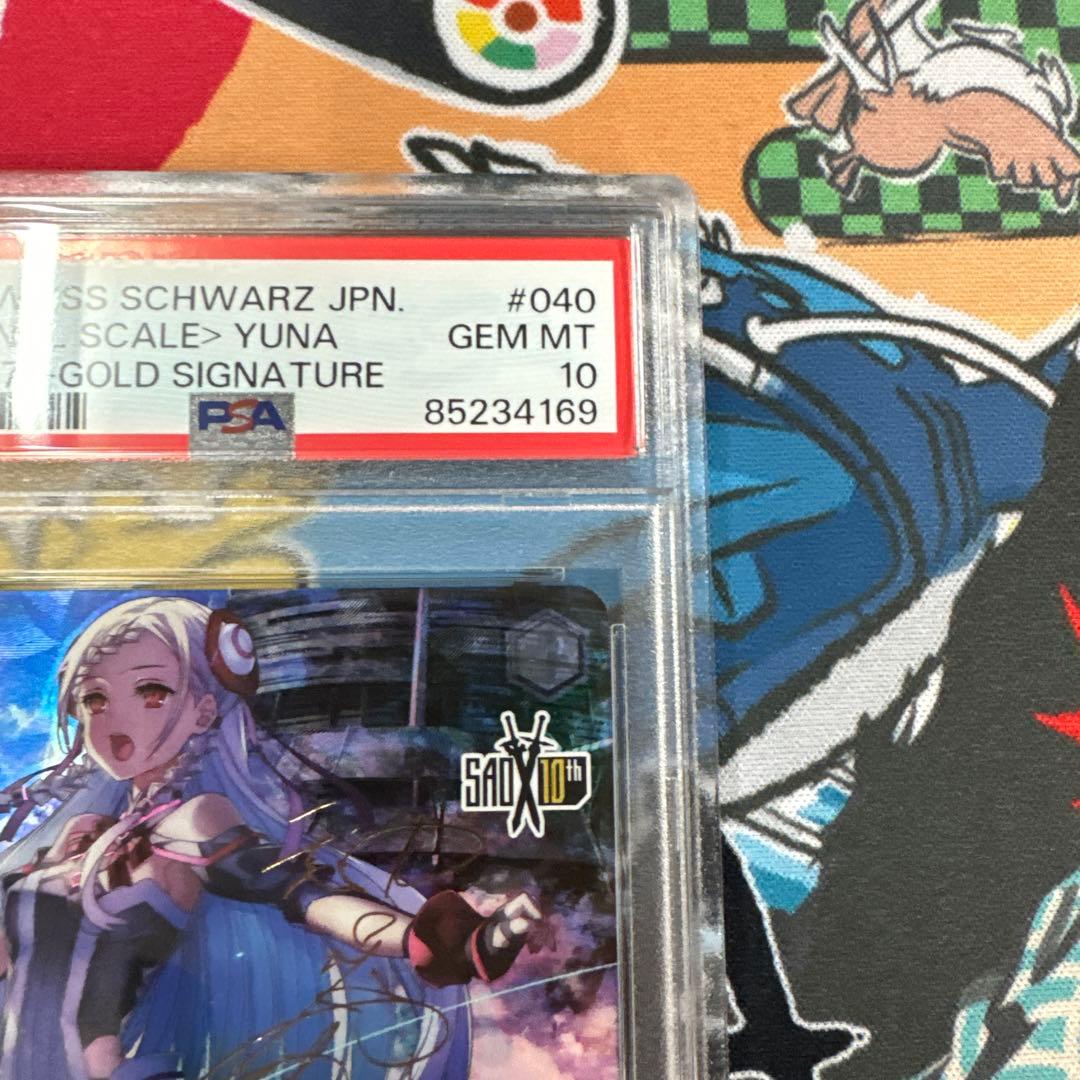 SS SCHWARZ JPN. #040
SCALE> YUNA GEM MT
GOLD SIGNATURE 10
PSA 85234169
SAO 10th